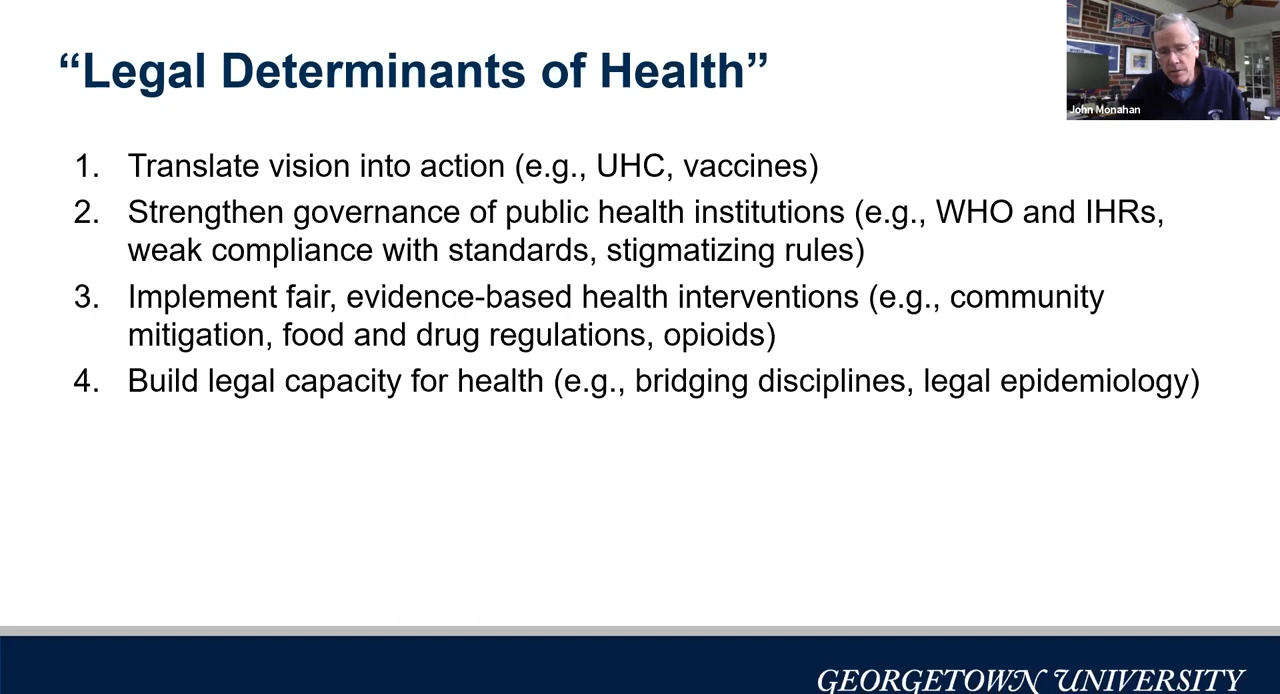 “Legal Determinants of Health”
John Monahan
1. Translate vision into action (e.g., UHC, vaccines)
2. Strengthen governance of public health institutions (e.g., WHO and IHRs,
weak compliance with standards, stigmatizing rules)
3. Implement fair, evidence-based health interventions (e.g., community
mitigation, food and drug regulations, opioids)
4. Build legal capacity for health (e.g., bridging disciplines, legal epidemiology)
GEORGETOWN UNIVERSITY